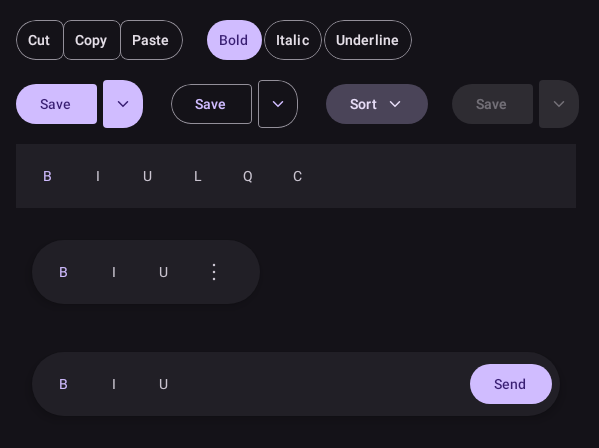 Cut Copy Paste Bold Italic Underline
Save Save Sort Save
B I U L Q C
B I U
B I U Send